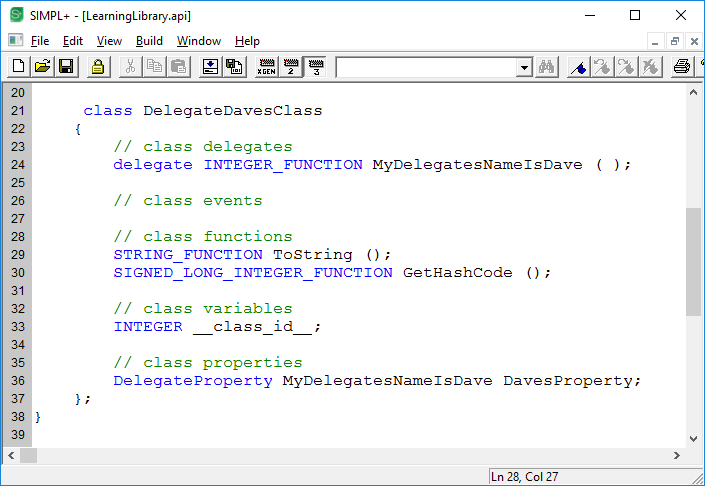 SIMPL+ - [LearningLibrary.api]
File Edit View Build Window Help
XGEN 2 3
20
21 class DelegateDavesClass
22 {
23 // class delegates
24 delegate INTEGER_FUNCTION MyDelegatesNameIsDave ( );
25
26 // class events
27
28 // class functions
29 STRING_FUNCTION ToString ();
30 SIGNED_LONG_INTEGER_FUNCTION GetHashCode ();
31
32 // class variables
33 INTEGER __class_id__;
34
35 // class properties
36 DelegateProperty MyDelegatesNameIsDave DavesProperty;
37 };
38 }
39
Ln 28, Col 27